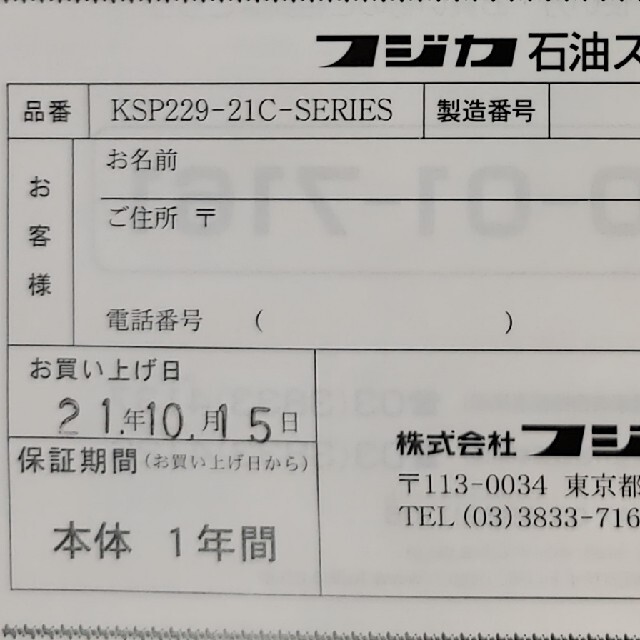 フジカ 石油ス
品番 KSP229-21C-SERIES 製造番号
お客様
お名前
ご住所 〒
電話番号 ( )
お買い上げ日
21.年10.月15日
保証期間(お買い上げ日から)
本体 1年間
株式会社 フジ
〒113-0034 東京都
TEL(03)3833-716